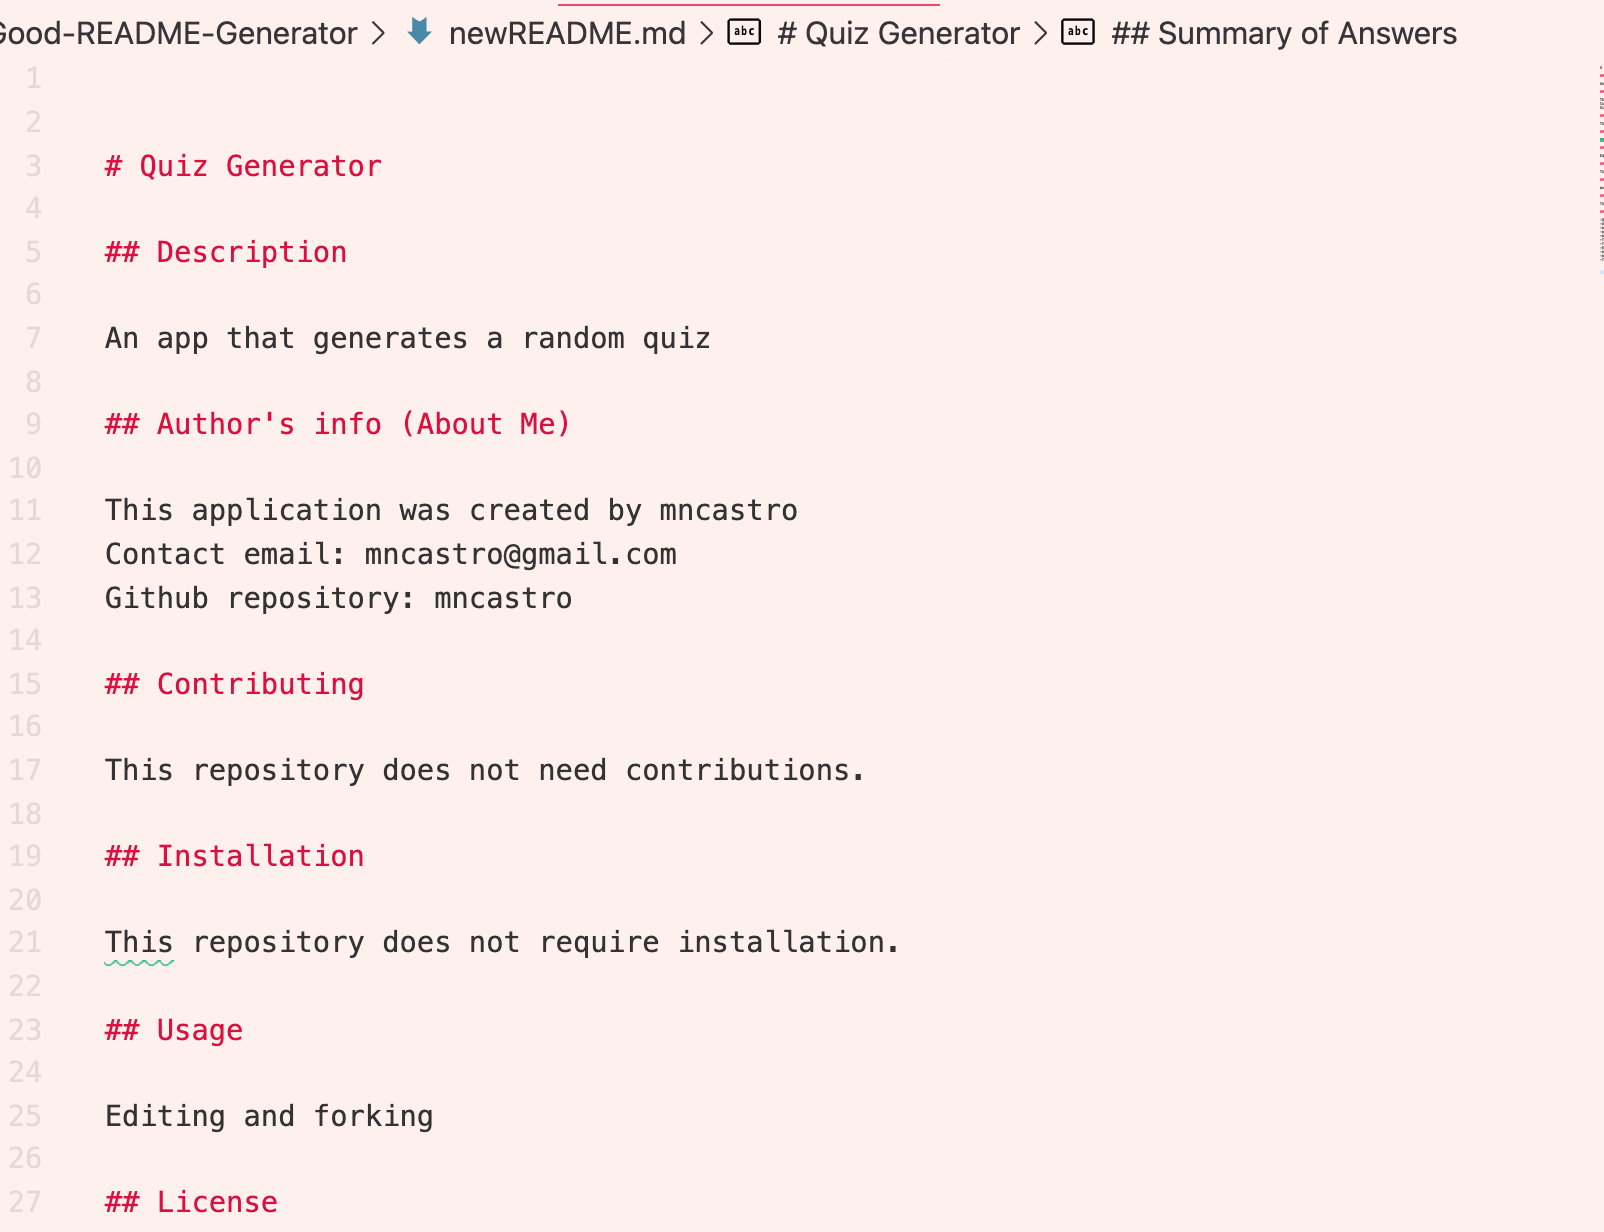 Good-README-Generator > newREADME.md > abc # Quiz Generator > abc ## Summary of Answers
1
2
3 # Quiz Generator
4
5 ## Description
6
7 An app that generates a random quiz
8
9 ## Author's info (About Me)
10
11 This application was created by mncastro
12 Contact email: mncastro@gmail.com
13 Github repository: mncastro
14
15 ## Contributing
16
17 This repository does not need contributions.
18
19 ## Installation
20
21 This repository does not require installation.
22
23 ## Usage
24
25 Editing and forking
26
27 ## License